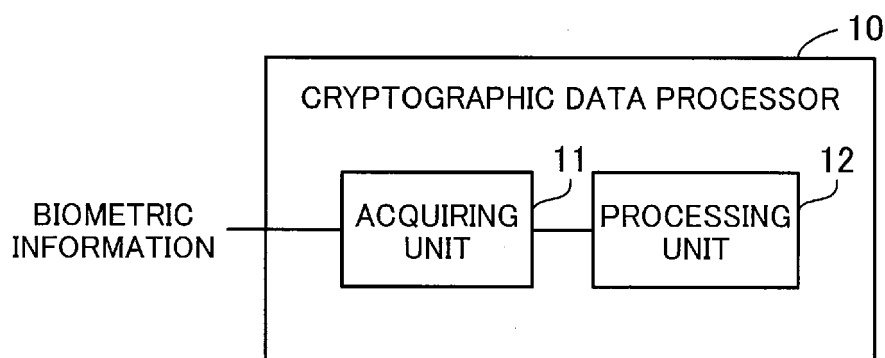 10
CRYPTOGRAPHIC DATA PROCESSOR
11
12
BIOMETRIC
INFORMATION
ACQUIRING
UNIT
PROCESSING
UNIT